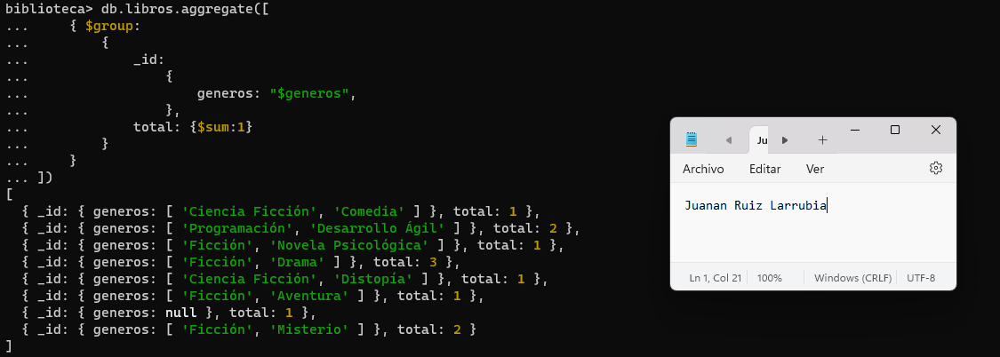 biblioteca> db.libros.aggregate([
...     { $group:
...         {
...             _id:
...                 {
...                     generos: "$generos",
...                 },
...             total: {$sum:1}
...         }
...     }
... ])
[
  { _id: { generos: [ 'Ciencia Ficción', 'Comedia' ] }, total: 1 },
  { _id: { generos: [ 'Programación', 'Desarrollo Ágil' ] }, total: 2 },
  { _id: { generos: [ 'Ficción', 'Novela Psicológica' ] }, total: 1 },
  { _id: { generos: [ 'Ficción', 'Drama' ] }, total: 3 },
  { _id: { generos: [ 'Ciencia Ficción', 'Distopía' ] }, total: 1 },
  { _id: { generos: [ 'Ficción', 'Aventura' ] }, total: 1 },
  { _id: { generos: null }, total: 1 },
  { _id: { generos: [ 'Ficción', 'Misterio' ] }, total: 2 }
]
Ju
Archivo Editar Ver
Juanan Ruiz Larrubia
Ln 1, Col 21 100% Windows (CRLF) UTF-8